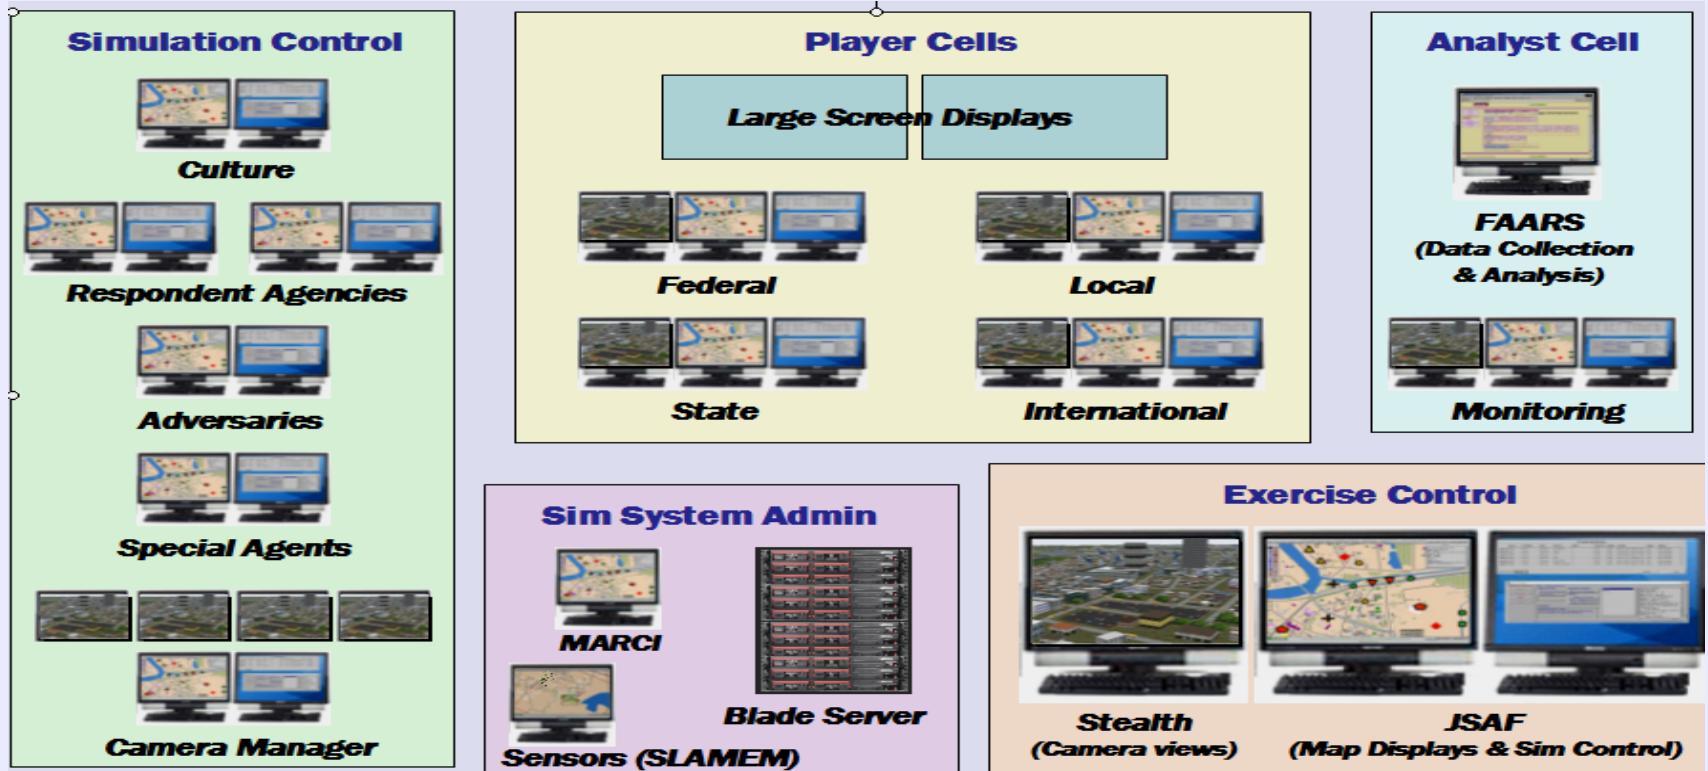 Simulation Control
Culture
Respondent Agencies
Adversaries
Special Agents
Camera Manager
Player Cells
Large Screen Displays
Federal
Local
State
International
Analyst Cell
FAARS
(Data Collection
& Analysis)
Monitoring
Sim System Admin
MARCI
Blade Server
Sensors (SLAMEM)
Exercise Control
Stealth
(Camera views)
JSAF
(Map Displays & Sim Control)